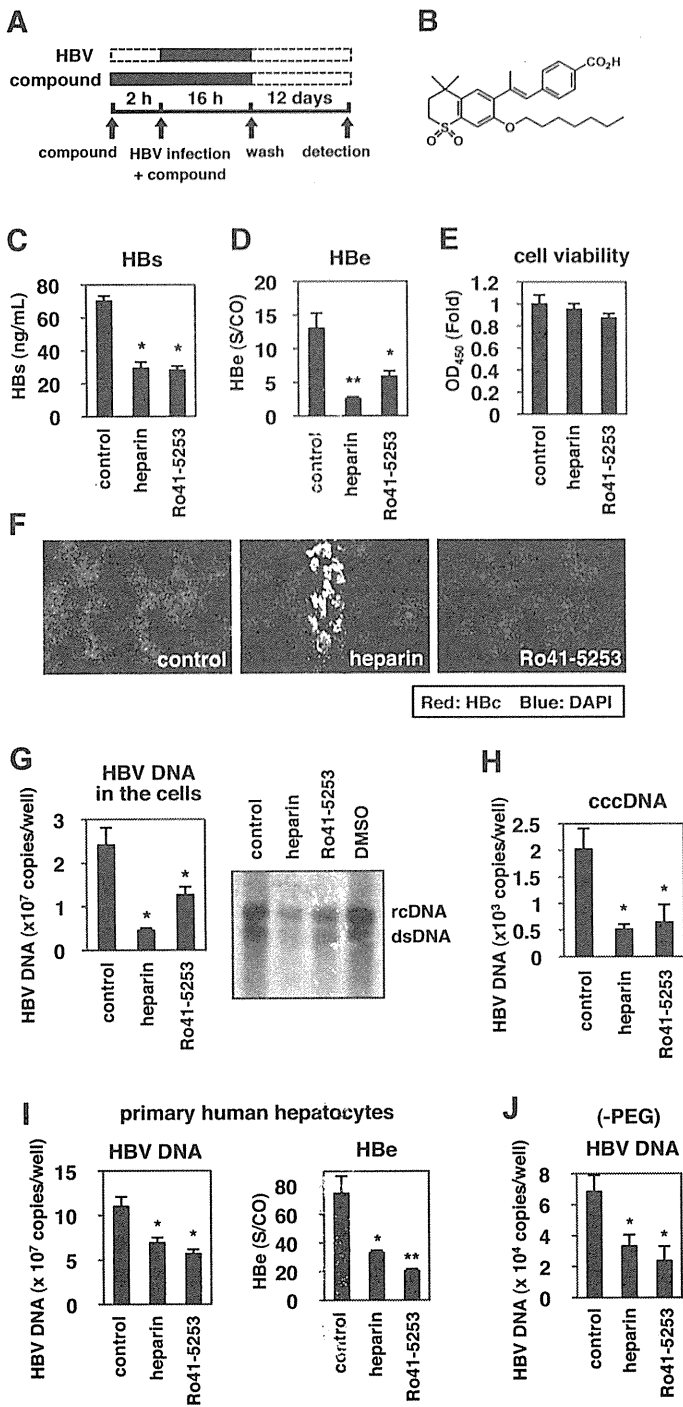 A
HBV
compound
2 h 16 h 12 days
compound HBV infection + compound wash detection
B
CO2H
S
O O
O
C
HBs
HBs (ng/mL)
80
60
40
20
0
*
*
control
heparin
Ro41-5253
D
HBe
HBe (S/CO)
20
15
10
5
0
**
*
control
heparin
Ro41-5253
E
cell viability
OD450 (Fold)
1.2
1
0.8
0.6
0.4
0.2
0
control
heparin
Ro41-5253
F
control
heparin
Ro41-5253
Red: HBc Blue: DAPI
G
HBV DNA
in the cells
HBV DNA (x10⁷ copies/well)
3
2
1
0
*
*
control
heparin
Ro41-5253
control
heparin
Ro41-5253
DMSO
rcDNA
dsDNA
H
cccDNA
HBV DNA (x10³ copies/well)
2.5
2
1.5
1
0.5
0
*
*
control
heparin
Ro41-5253
I
primary human hepatocytes
HBV DNA
HBV DNA (x 10⁷ copies/well)
15
10
5
0
*
*
control
heparin
Ro41-5253
HBe
HBe (S/CO)
80
60
40
20
0
*
**
control
heparin
Ro41-5253
J
(-PEG)
HBV DNA
HBV DNA (x 10⁴ copies/well)
8
6
4
2
0
*
*
control
heparin
Ro41-5253